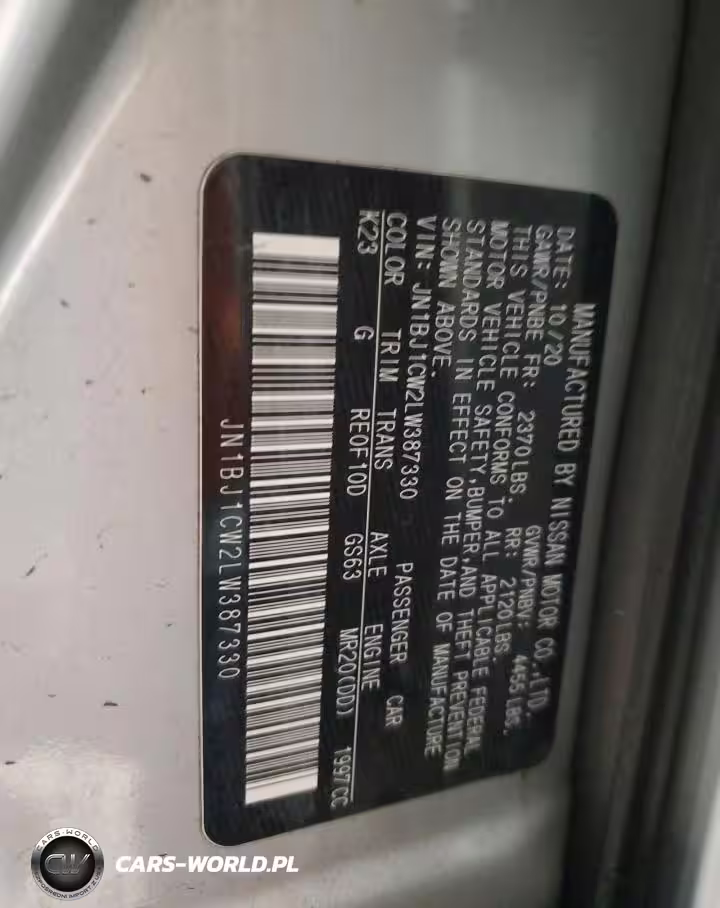 MANUFACTURED BY NISSAN MOTOR CO.,LTD.
DATE: 10/20 GVWR/PNBV: 4455LBS.
GAWR/PNBE FR: 2370LBS. RR: 2120LBS.
THIS VEHICLE CONFORMS TO ALL APPLICABLE FEDERAL
MOTOR VEHICLE SAFETY,BUMPER,AND THEFT PREVENTION
STANDARDS IN EFFECT ON THE DATE OF MANUFACTURE
SHOWN ABOVE.
VIN: JN1BJ1CW2LW387330 PASSENGER CAR
COLOR TRIM TRANS AXLE ENGINE
K23 G RE0F10D GS63 MR20(DD) 1997CC
JN1BJ1CW2LW387330
CARS-WORLD
CW
CARS-WORLD.PL